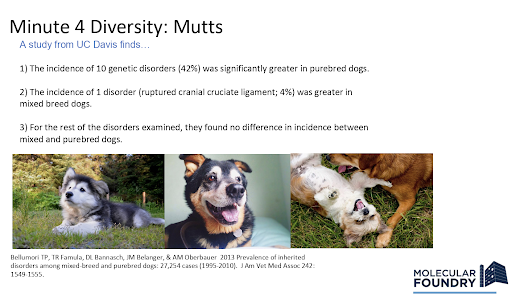 Minute 4 Diversity: Mutts
A study from UC Davis finds…
1) The incidence of 10 genetic disorders (42%) was significantly greater in purebred dogs.
2) The incidence of 1 disorder (ruptured cranial cruciate ligament; 4%) was greater in
mixed breed dogs.
3) For the rest of the disorders examined, they found no difference in incidence between
mixed and purebred dogs.
Bellumori TP, TR Famula, DL Bannasch, JM Belanger, & AM Oberbauer 2013 Prevalence of inherited
disorders among mixed-breed and purebred dogs: 27,254 cases (1995-2010). J Am Vet Med Assoc 242:
1549-1555.
MOLECULAR
FOUNDRY